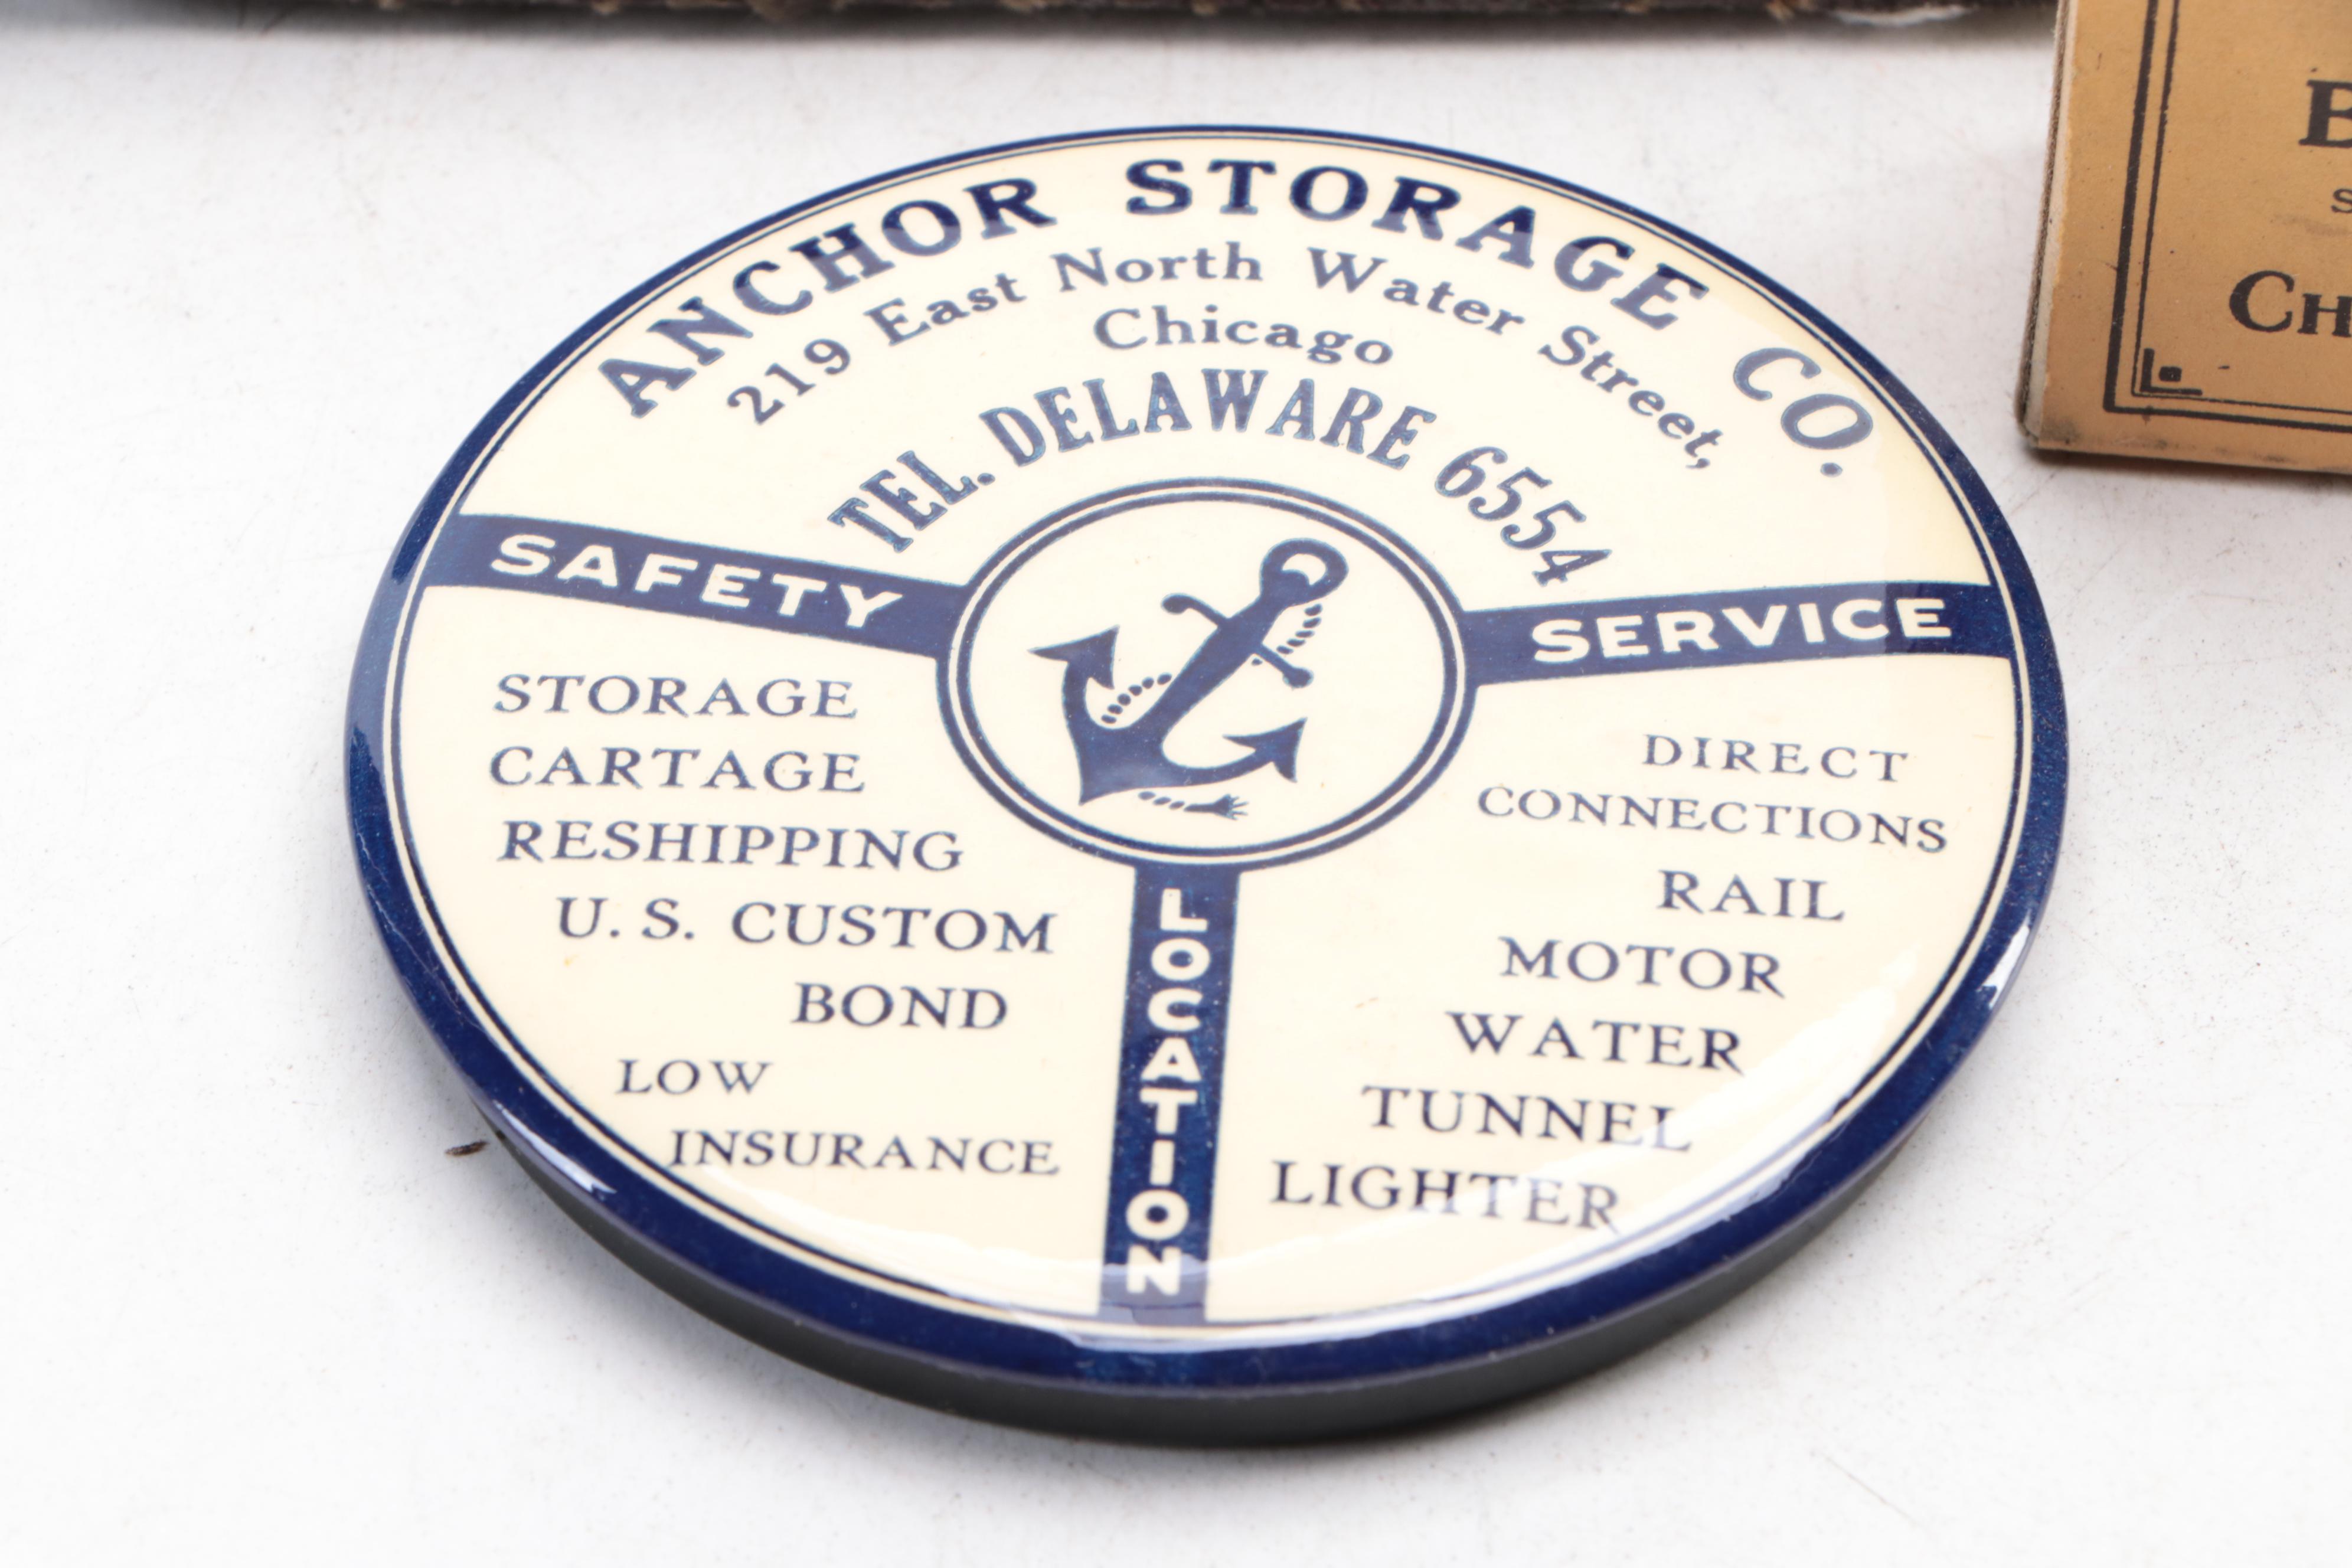 ANCHOR STORAGE CO.
219 East North Water Street,
Chicago
TEL. DELAWARE 6554
SAFETY
SERVICE
LOCATION
STORAGE
CARTAGE
RESHIPPING
U. S. CUSTOM
BOND
LOW
INSURANCE
DIRECT
CONNECTIONS
RAIL
MOTOR
WATER
TUNNEL
LIGHTER